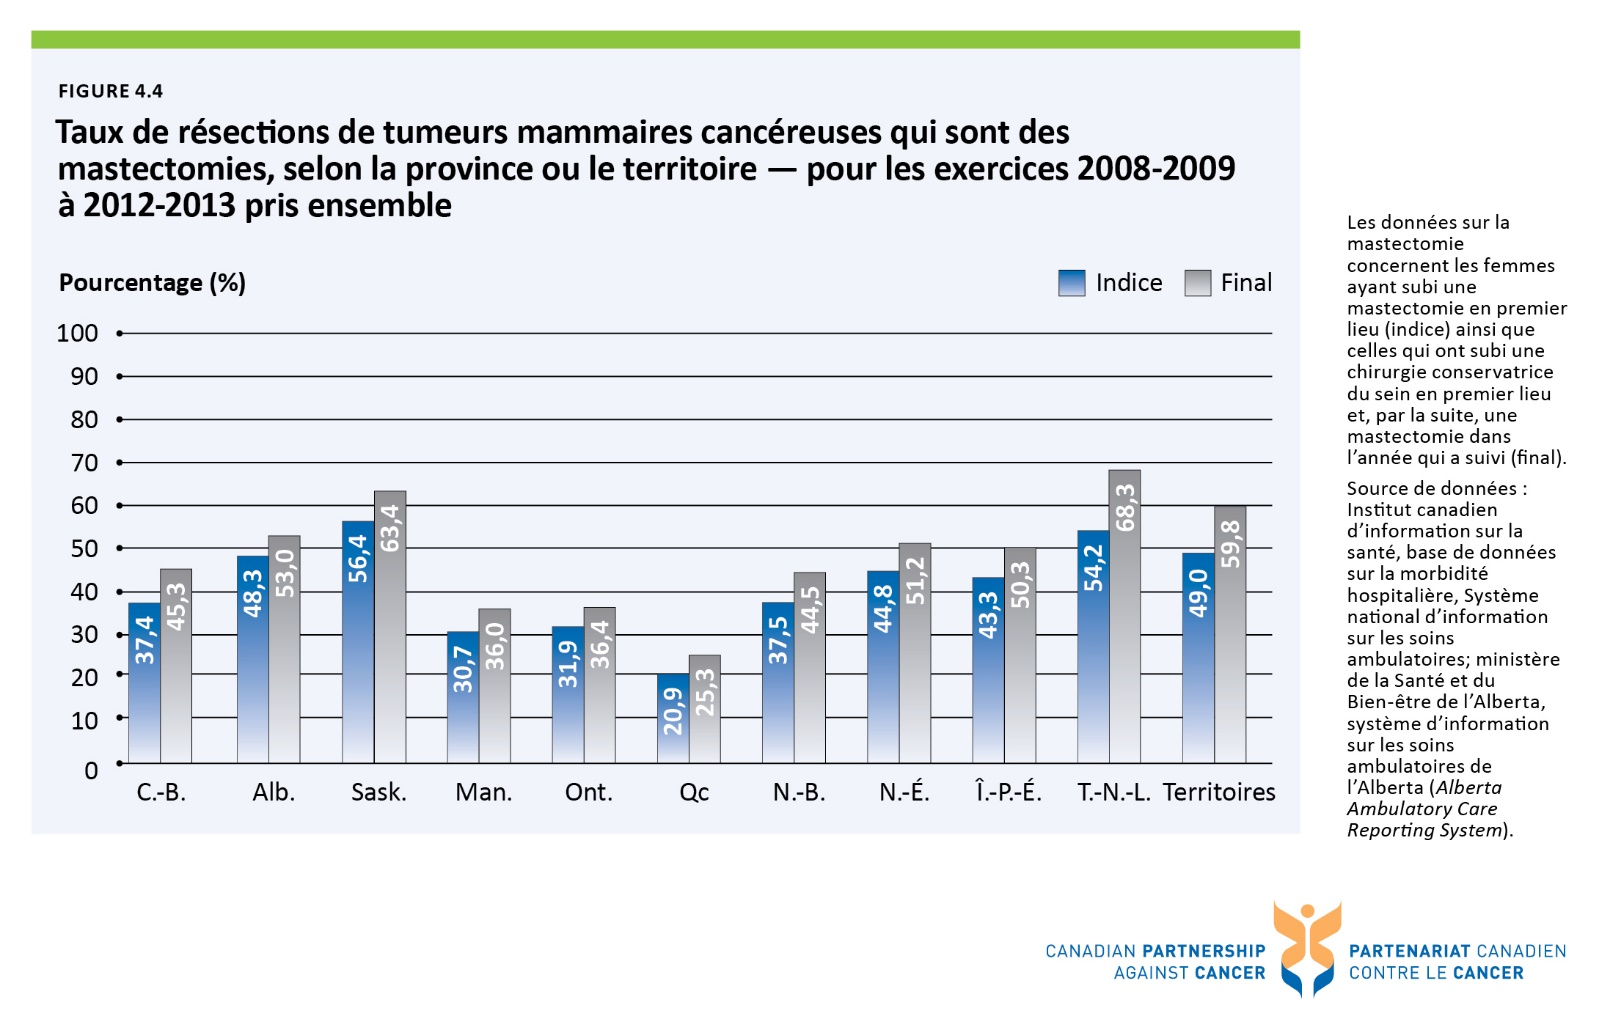 FIGURE 4.4
Taux de résections de tumeurs mammaires cancéreuses qui sont des
mastectomies, selon la province ou le territoire — pour les exercices 2008-2009
à 2012-2013 pris ensemble
Pourcentage (%)
Indice
Final
100
90
80
70
60
50
40
30
20
10
0
37,4
45,3
48,3
53,0
56,4
63,4
30,7
36,0
31,9
36,4
20,9
25,3
37,5
44,5
44,8
51,2
43,3
50,3
54,2
68,3
49,0
59,8
C.-B.
Alb.
Sask.
Man.
Ont.
Qc
N.-B.
N.-É.
Î.-P.-É.
T.-N.-L.
Territoires
Les données sur la
mastectomie
concernent les femmes
ayant subi une
mastectomie en premier
lieu (indice) ainsi que
celles qui ont subi une
chirurgie conservatrice
du sein en premier lieu
et, par la suite, une
mastectomie dans
l’année qui a suivi (final).
Source de données :
Institut canadien
d’information sur la
santé, base de données
sur la morbidité
hospitalière, Système
national d’information
sur les soins
ambulatoires; ministère
de la Santé et du
Bien-être de l’Alberta,
système d’information
sur les soins
ambulatoires de
l’Alberta (Alberta
Ambulatory Care
Reporting System).
CANADIAN PARTNERSHIP
AGAINST CANCER
PARTENARIAT CANADIEN
CONTRE LE CANCER